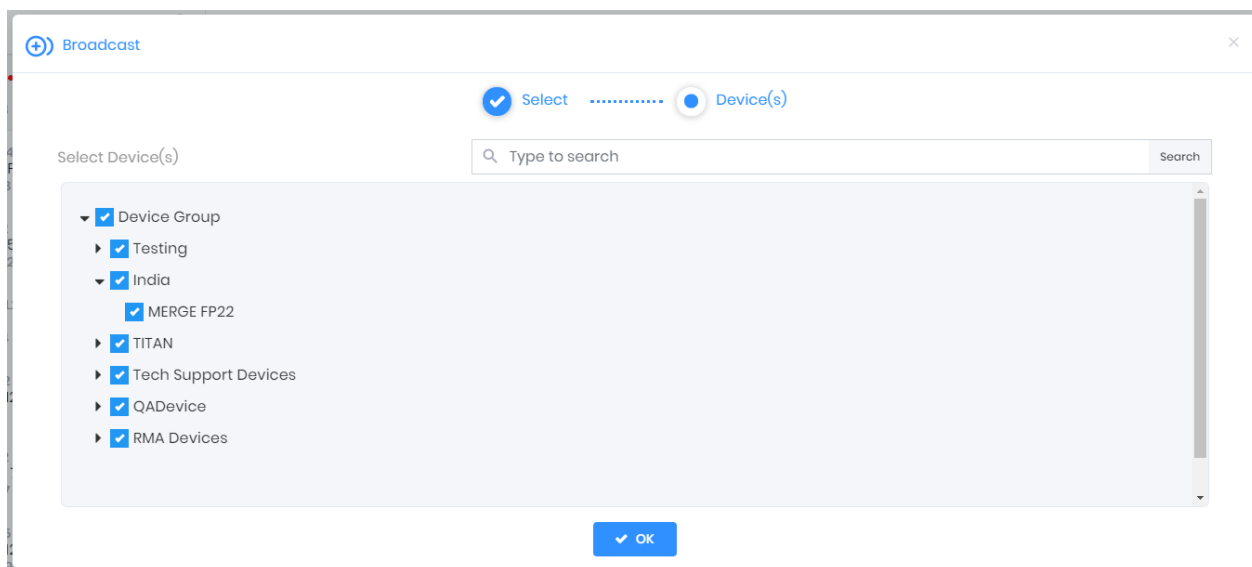 Broadcast
Select
Device(s)
Select Device(s)
Type to search
Search
Device Group
Testing
India
MERGE FP22
TITAN
Tech Support Devices
QADevice
RMA Devices
OK